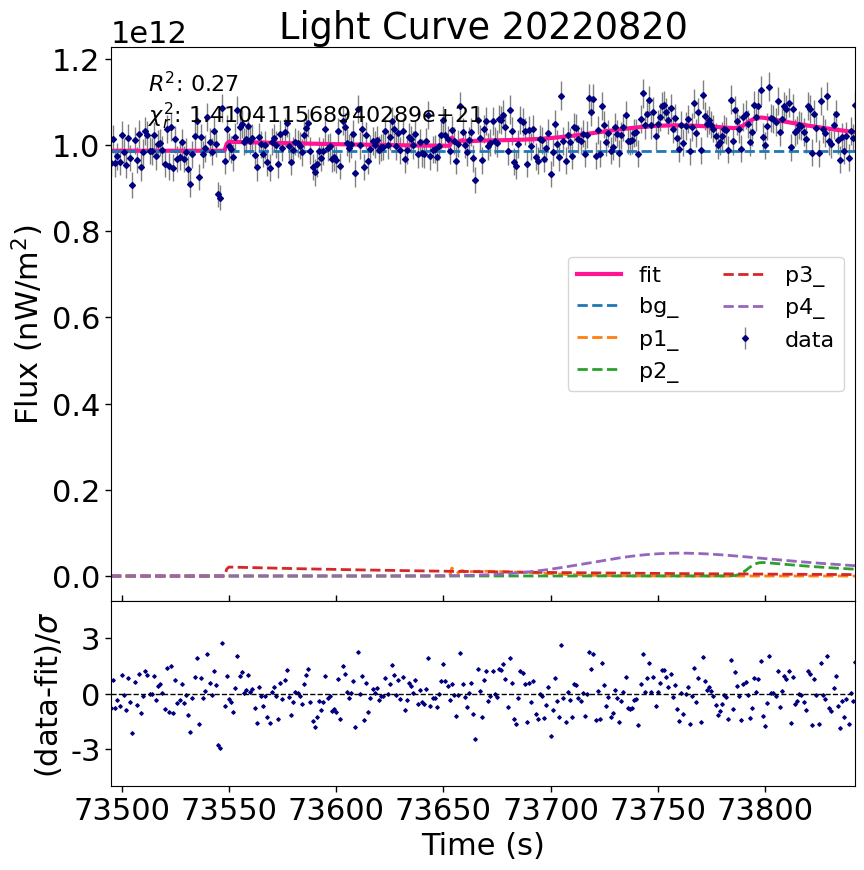 Light Curve 20220820
1e12
R²: 0.27
χ²: 1.4104115689402890e+21
1.2
1.0
0.8
0.6
0.4
0.2
0.0
Flux (nW/m²)
fit
bg_
p1_
p2_
p3_
p4_
data
3
0
-3
(data-fit)/σ
73500 73550 73600 73650 73700 73750 73800
Time (s)